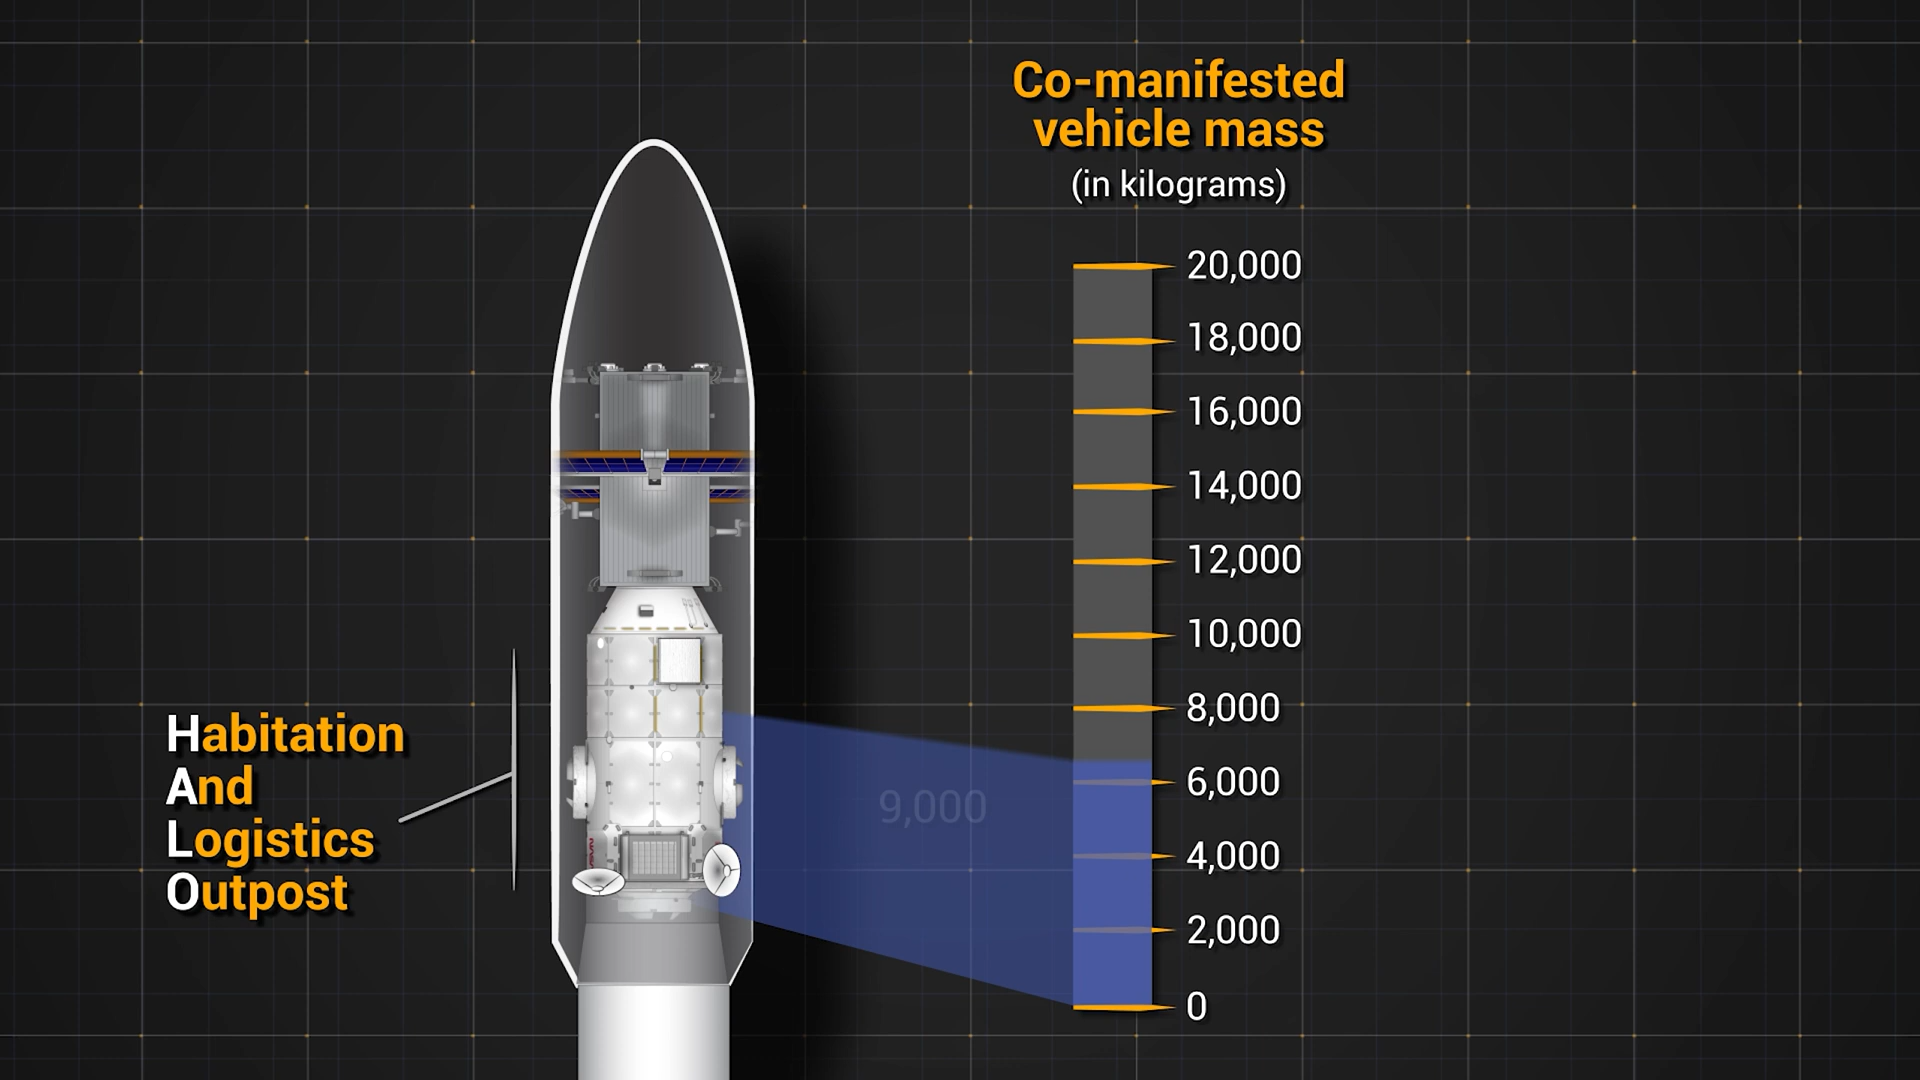 Co-manifested
vehicle mass
(in kilograms)
20,000
18,000
16,000
14,000
12,000
10,000
8,000
6,000
4,000
2,000
0
9,000
Habitation
And
Logistics
Outpost